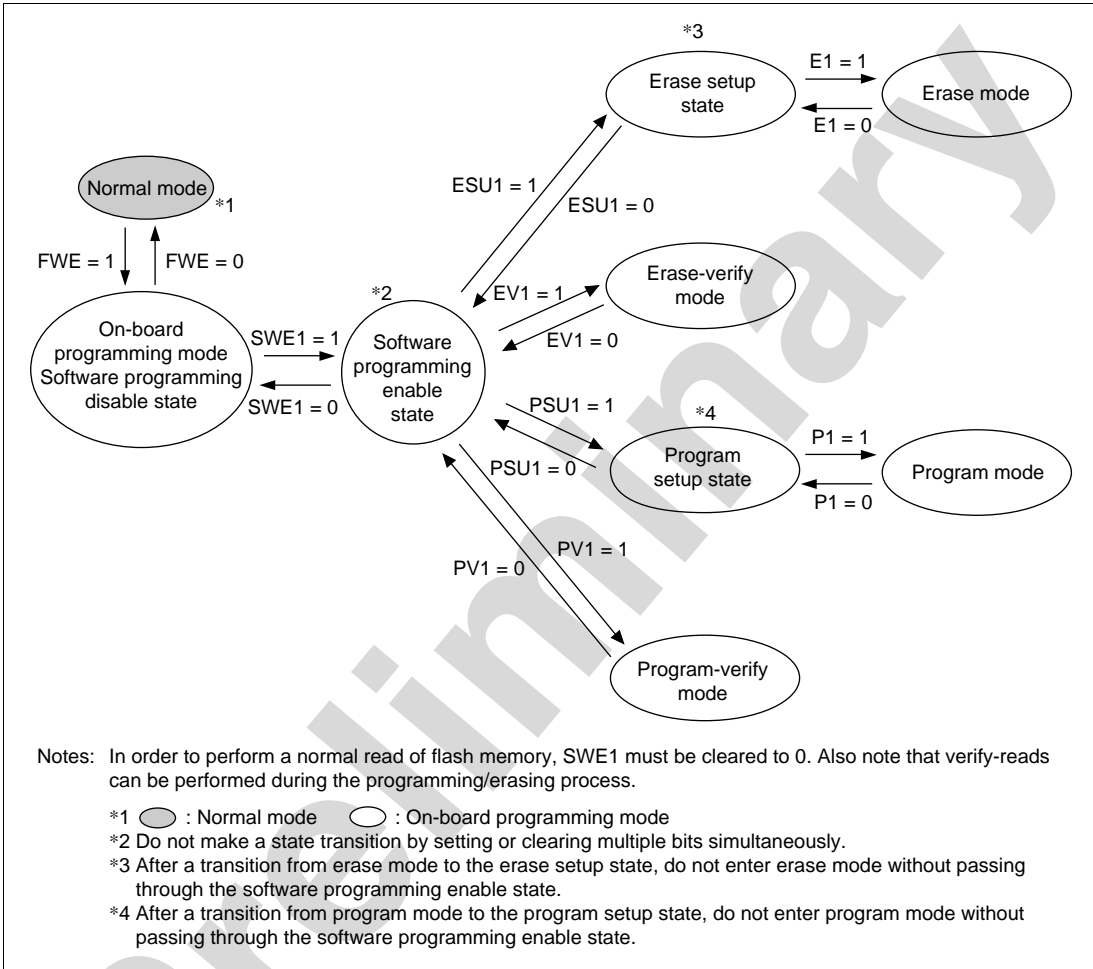 *3
Erase setup
state
E1 = 1
E1 = 0
Erase mode
Normal mode
*1
FWE = 1
FWE = 0
ESU1 = 1
ESU1 = 0
On-board
programming mode
Software programming
disable state
SWE1 = 1
SWE1 = 0
*2
Software
programming
enable
state
EV1 = 1
EV1 = 0
Erase-verify
mode
PSU1 = 1
PSU1 = 0
*4
Program
setup state
P1 = 1
P1 = 0
Program mode
PV1 = 1
PV1 = 0
Program-verify
mode
Notes: In order to perform a normal read of flash memory, SWE1 must be cleared to 0. Also note that verify-reads
can be performed during the programming/erasing process.
*1 : Normal mode : On-board programming mode
*2 Do not make a state transition by setting or clearing multiple bits simultaneously.
*3 After a transition from erase mode to the erase setup state, do not enter erase mode without passing
through the software programming enable state.
*4 After a transition from program mode to the program setup state, do not enter program mode without
passing through the software programming enable state.
Preliminary